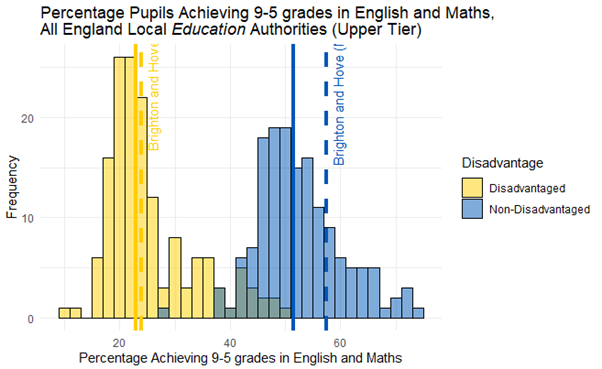 Percentage Pupils Achieving 9-5 grades in English and Maths,
All England Local Education Authorities (Upper Tier)
Frequency
20
10
0
Brighton and Hove
Brighton and Hove (
20
40
60
Percentage Achieving 9-5 grades in English and Maths
Disadvantage
Disadvantaged
Non-Disadvantaged